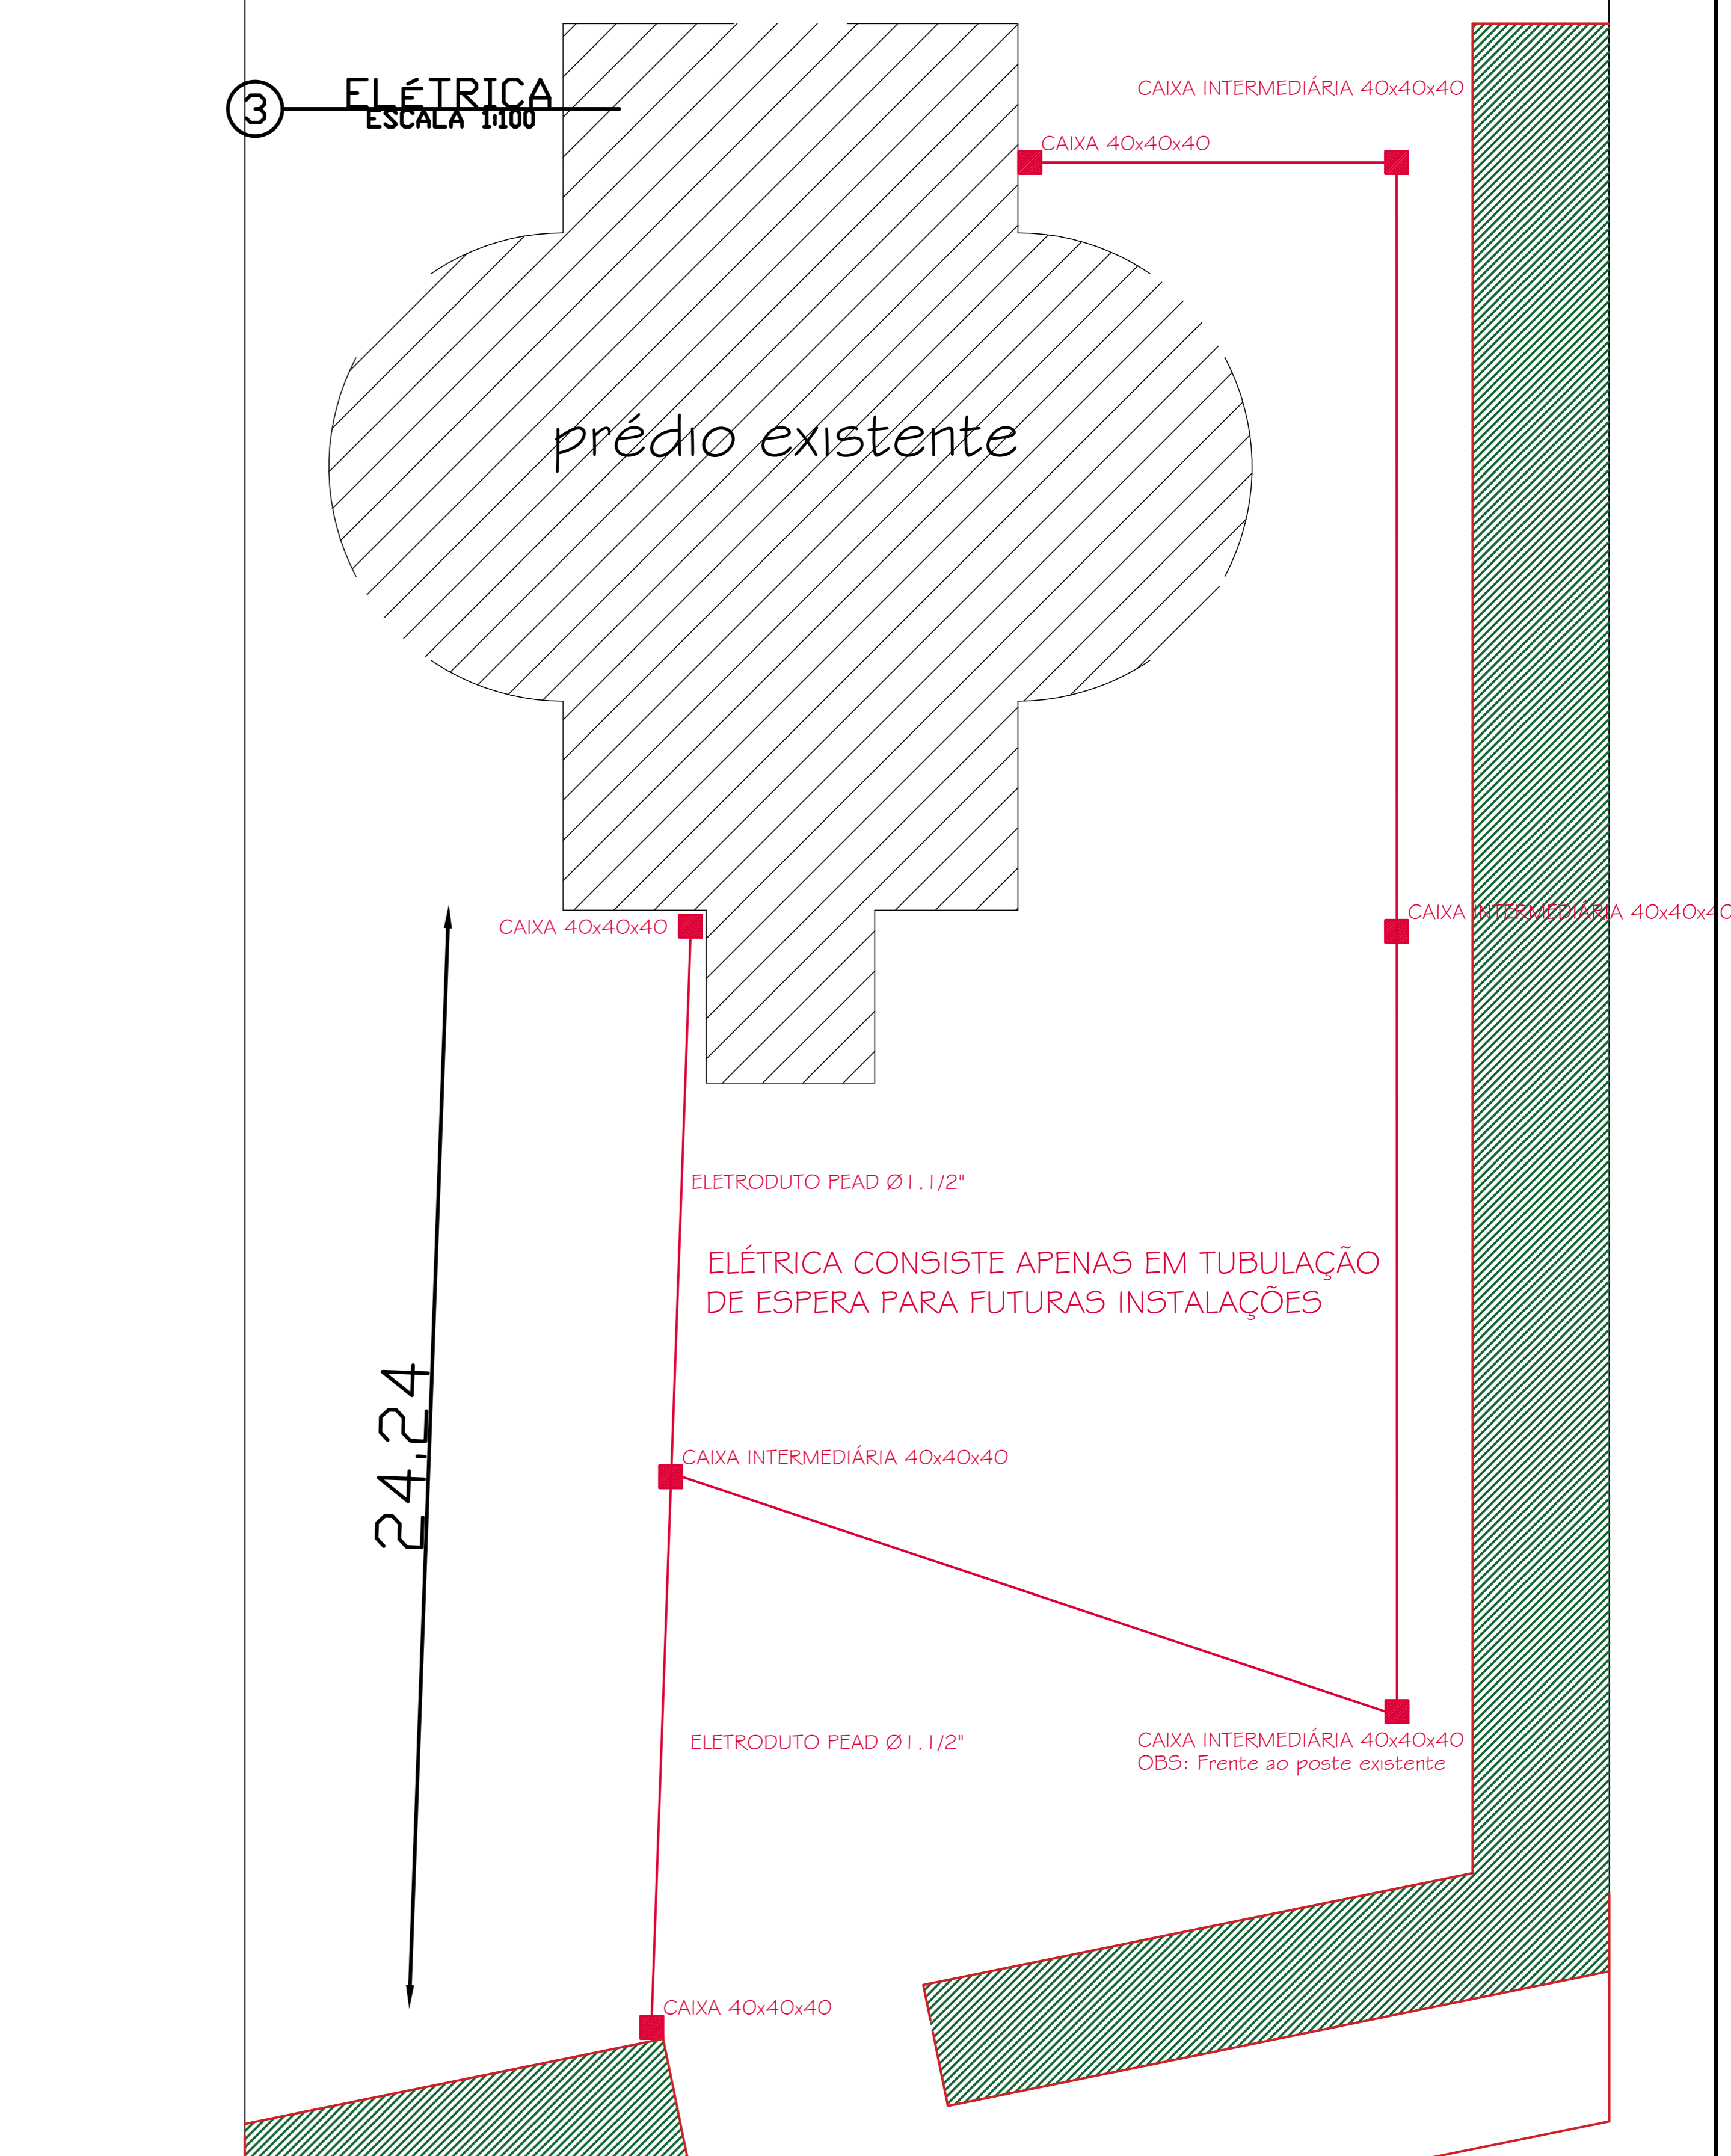 3
ELÉTRICA
ESCALA 1:100
CAIXA INTERMEDIÁRIA 40x40x40
CAIXA 40x40x40
prédio existente
CAIXA INTERMEDIÁRIA 40x40x40
CAIXA 40x40x40
ELETRODUTO PEAD Ø1.1/2"
ELÉTRICA CONSISTE APENAS EM TUBULAÇÃO
DE ESPERA PARA FUTURAS INSTALAÇÕES
24.24
CAIXA INTERMEDIÁRIA 40x40x40
ELETRODUTO PEAD Ø1.1/2"
CAIXA INTERMEDIÁRIA 40x40x40
OBS: Frente ao poste existente
CAIXA 40x40x40